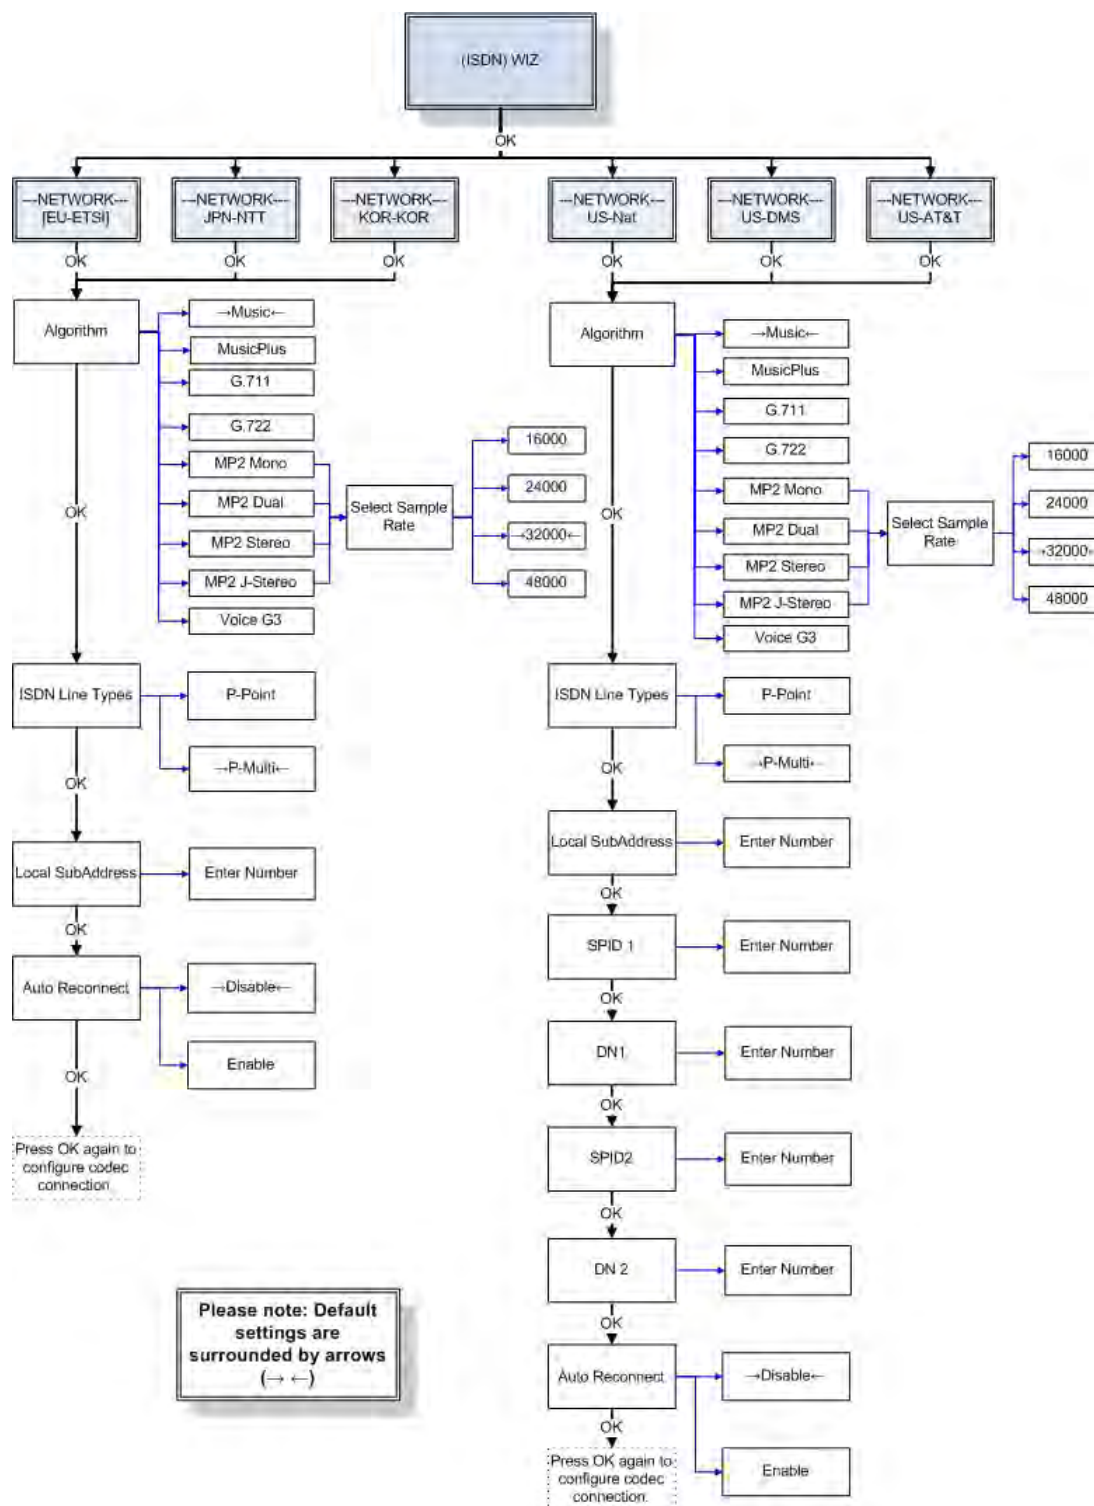 (ISDN) WIZ
OK
---NETWORK---
[EU-ETSI]
---NETWORK---
JPN-NTT
---NETWORK---
KOR-KOR
---NETWORK---
US-Nat
---NETWORK---
US-DMS
---NETWORK---
US-AT&T
OK
OK
OK
OK
OK
OK
Algorithm
→Music←
MusicPlus
G.711
G.722
MP2 Mono
MP2 Dual
MP2 Stereo
MP2 J-Stereo
Voice G3
Select Sample
Rate
16000
24000
→32000←
48000
OK
ISDN Line Types
P-Point
→P-Multi←
OK
Local SubAddress
Enter Number
OK
Auto Reconnect
→Disable←
Enable
OK
Press OK again to
configure codec
connection
Algorithm
→Music←
MusicPlus
G.711
G.722
MP2 Mono
MP2 Dual
MP2 Stereo
MP2 J-Stereo
Voice G3
Select Sample
Rate
16000
24000
→32000←
48000
OK
ISDN Line Types
P-Point
→P-Multi←
OK
Local SubAddress
Enter Number
OK
SPID 1
Enter Number
OK
DN1
Enter Number
OK
SPID2
Enter Number
OK
DN 2
Enter Number
OK
Auto Reconnect
→Disable←
Enable
OK
Press OK again to
configure codec
connection.
Please note: Default
settings are
surrounded by arrows
(→ ←)